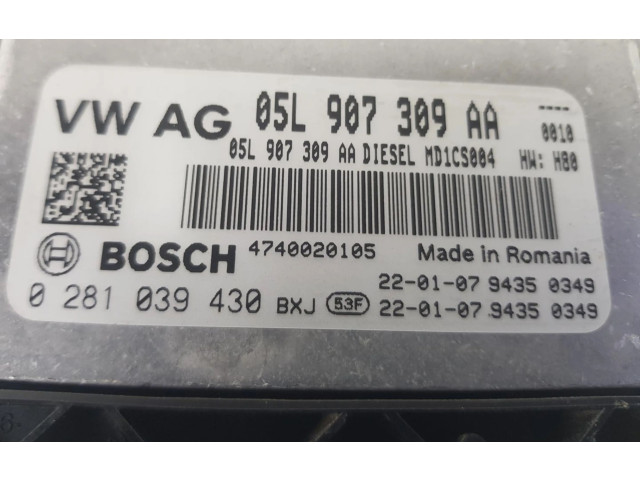 VW AG 05L 907 309 AA ----
0010
05L 907 309 AA DIESEL MD1CS004 HW: H80
BOSCH 4740020105 Made in Romania
22-01-07 9435 0349
0 281 039 430 BXJ 53F 22-01-07 9435 0349